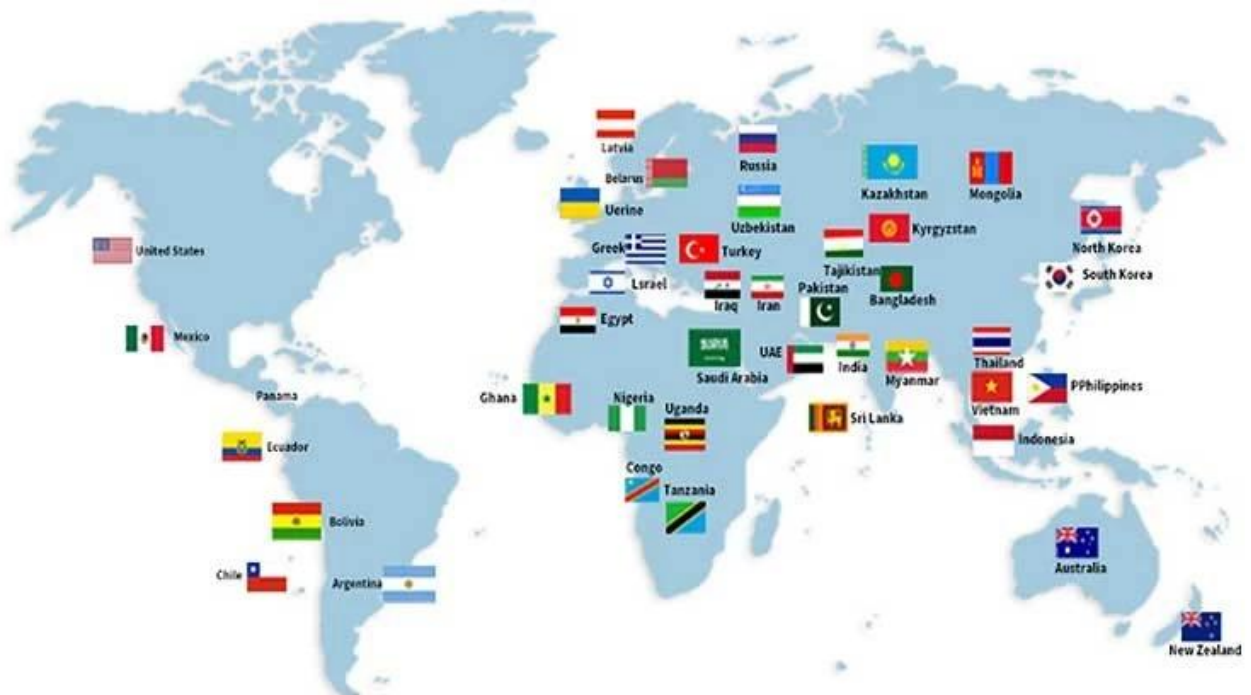 Latvia
Russia
Belarus
Kazakhstan
Mongolia
Uerine
Uzbekistan
Kyrgyzstan
North Korea
United States
Greek
Turkey
Tajikistan
South Korea
Lsrael
Iraq
Iran
Pakistan
Bangladesh
Egypt
Mexico
Saudi Arabia
UAE
India
Myanmar
Thailand
Panama
Ghana
Nigeria
Uganda
Sri Lanka
Vietnam
PPhilippines
Ecuador
Indonesia
Congo
Tanzania
Bolivia
Chile
Argentina
Australia
New Zealand